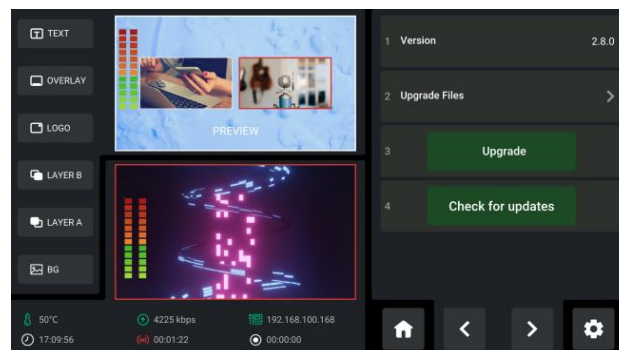 TEXT
OVERLAY
LOGO
LAYER B
LAYER A
BG
PREVIEW
50°C
4225 kbps
192.168.100.168
17:09:56
00:01:22
00:00:00
1 Version 2.8.0
2 Upgrade Files
3 Upgrade
4 Check for updates